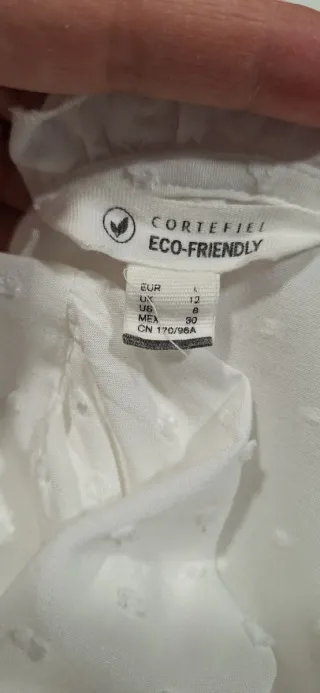 CORTEFIEL
ECO-FRIENDLY
EUR
UK 12
US 8
MEX 30
CN 170/96A